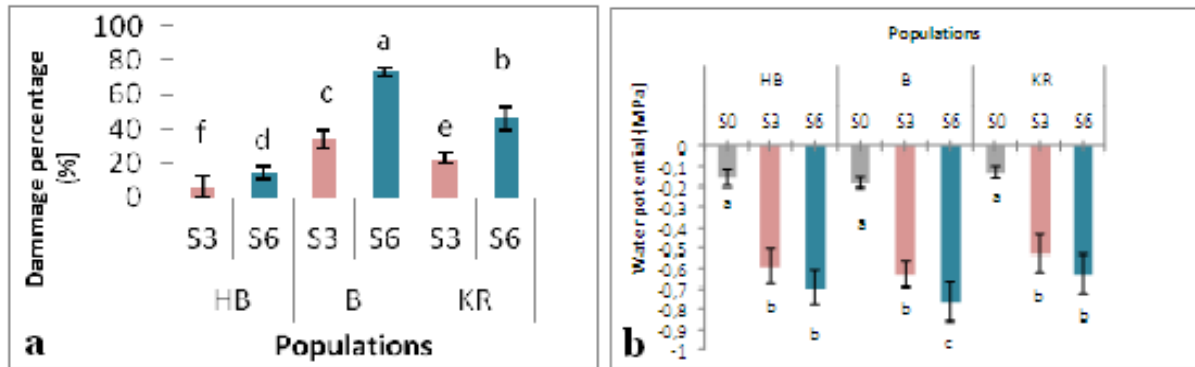 Dammage percentage
(%)
100
80
60
40
20
0
f
d
c
a
e
b
S3
S6
S3
S6
S3
S6
HB
B
KR
Populations
a
Populations
HB
B
KR
S0
S3
S6
S0
S3
S6
S0
S3
S6
Water potential (MPa)
0
-0,1
-0,2
-0,3
-0,4
-0,5
-0,6
-0,7
-0,8
-0,9
-1
a
b
b
a
b
c
a
b
b
b